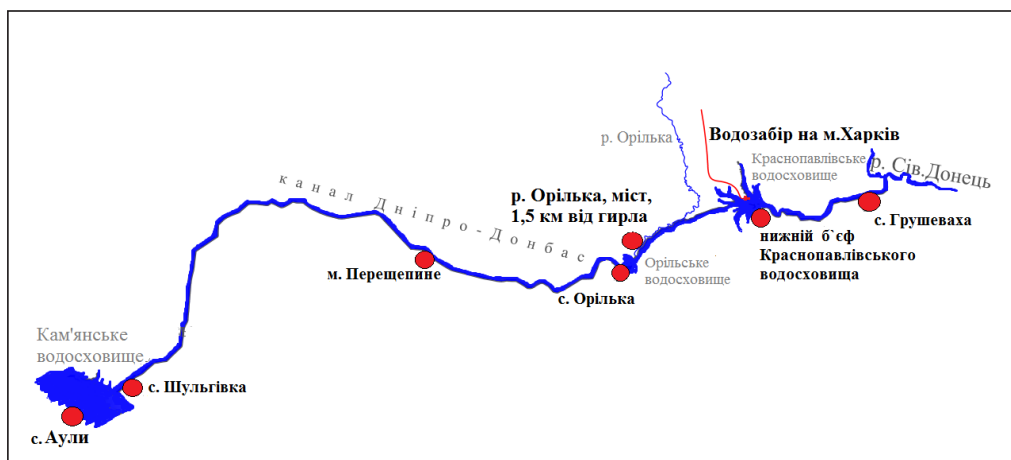 Водозабір на м.Харків
р. Орілька
Краснопавлівське
водосховище
р. Сів.Донець
канал Дніпро-Донбас
р. Орілька, міст,
1,5 км від гирла
с. Грушеваха
нижній б`єф
Краснопавлівського
водосховища
м. Перещепине
Орільське
водосховище
с. Орілька
Кам'янське
водосховище
с. Шульгівка
с. Аули